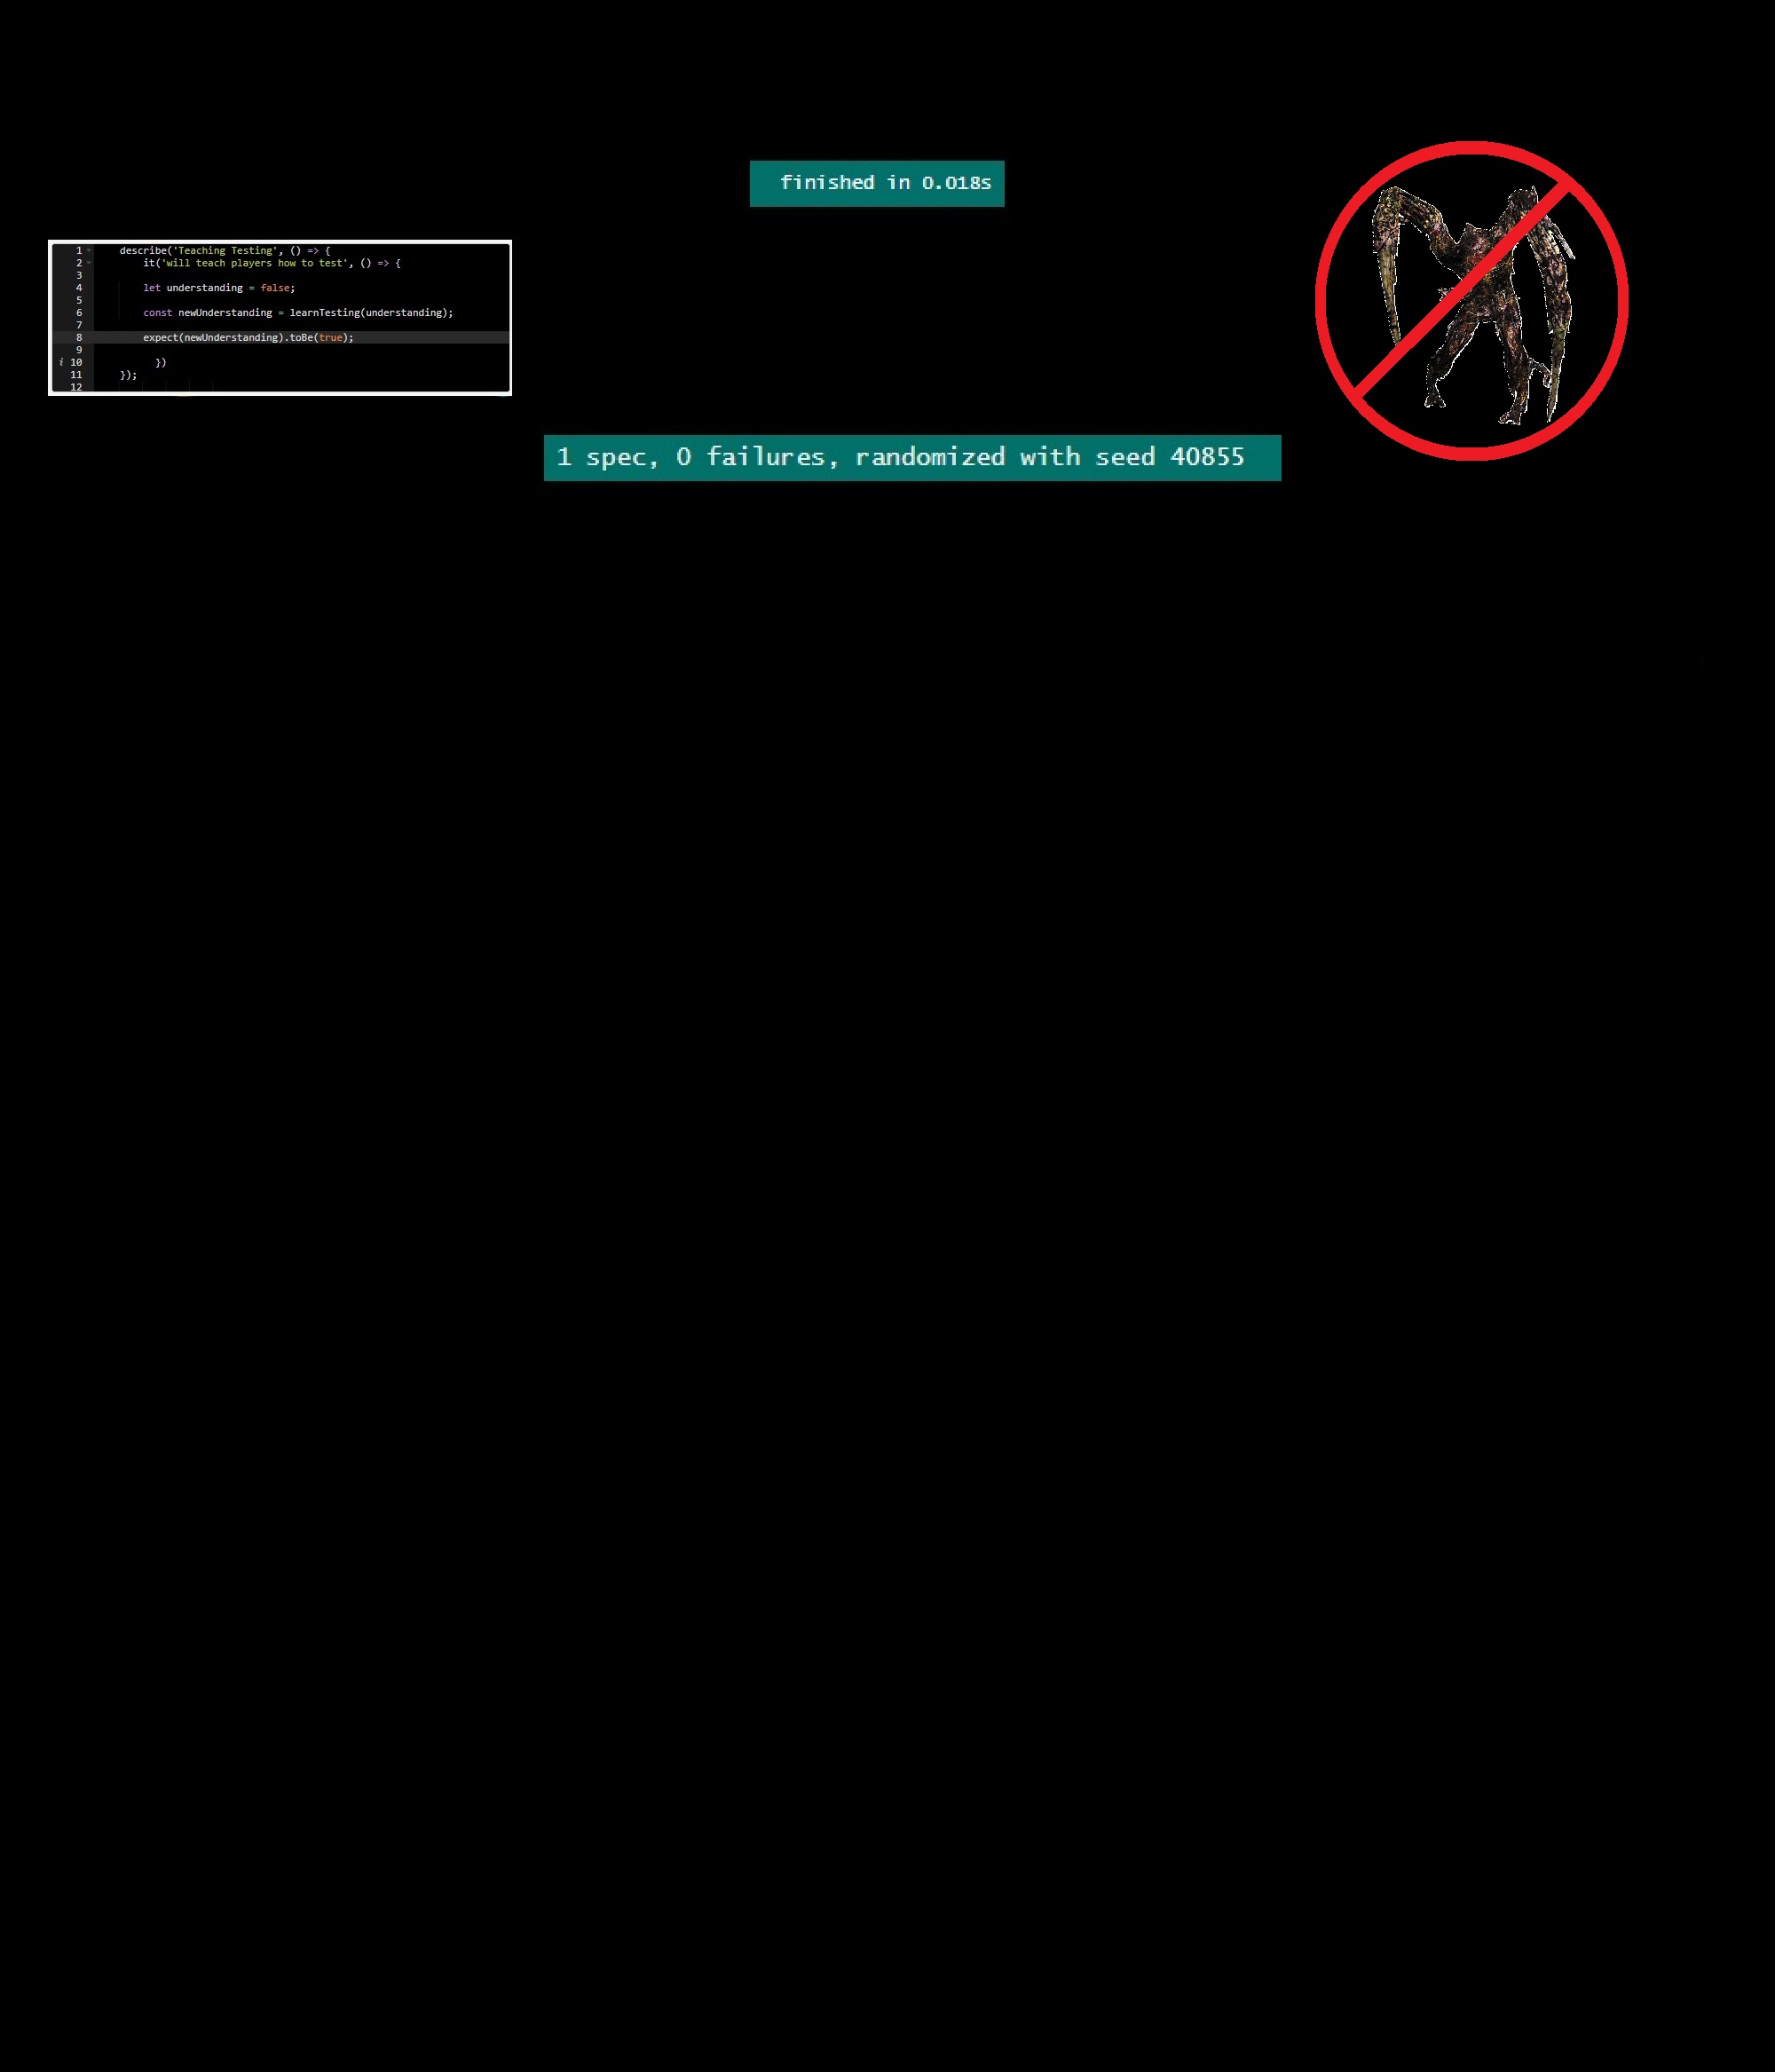 finished in 0.018s
1 describe('Teaching Testing', () => {
2 it('will teach players how to test', () => {
3
4 let understanding = false;
5
6 const newUnderstanding = learnTesting(understanding);
7
8 expect(newUnderstanding).toBe(true);
9
i 10 })
11 });
12
1 spec, 0 failures, randomized with seed 40855